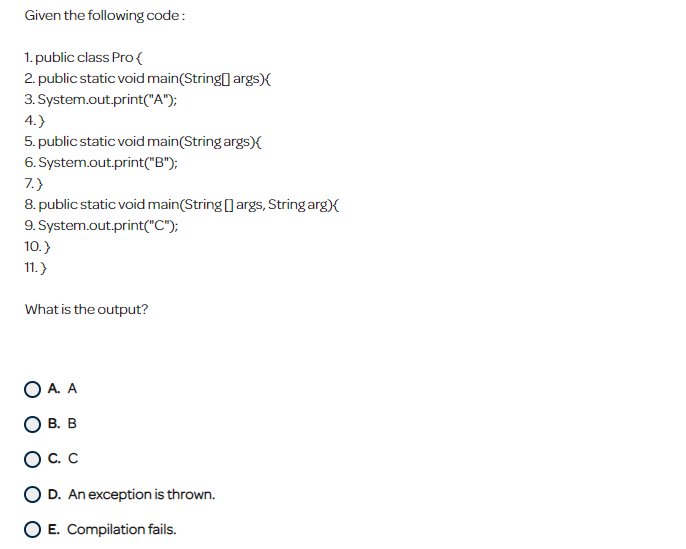 Given the following code :
1. public class Pro {
2. public static void main(String[] args){
3. System.out.print("A");
4. }
5. public static void main(String args){
6. System.out.print("B");
7. }
8. public static void main(String [] args, String arg){
9. System.out.print("C");
10. }
11. }
What is the output?
A. A
B. B
C. C
D. An exception is thrown.
E. Compilation fails.